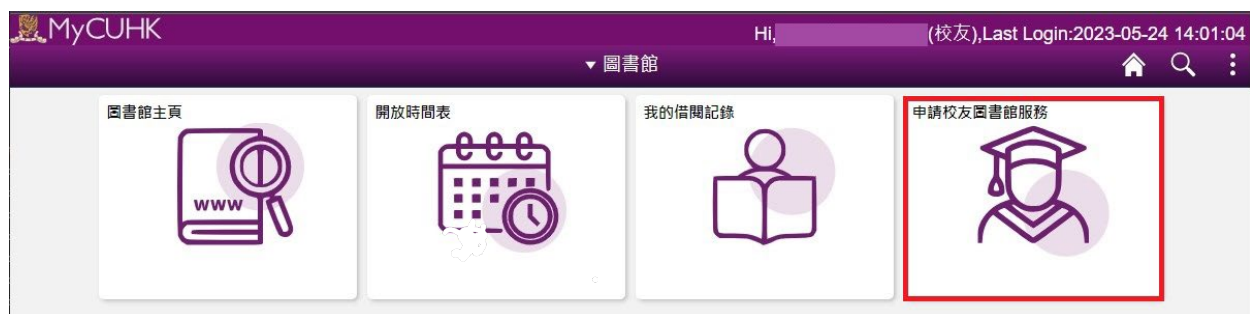 MyCUHK
Hi, (校友),Last Login:2023-05-24 14:01:04
▼ 圖書館
圖書館主頁
開放時間表
我的借閱記錄
申請校友圖書館服務
www